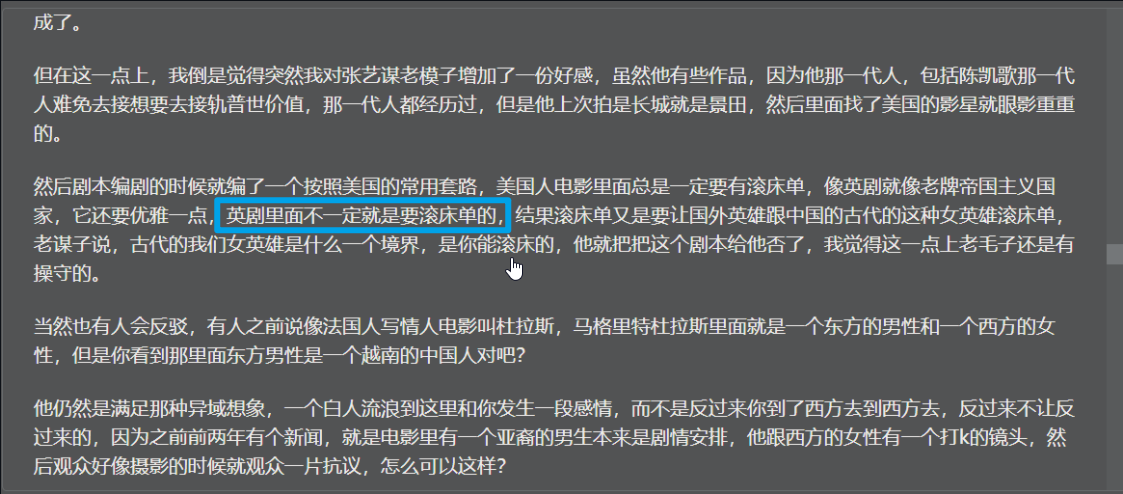 成了。
但在这一点上，我倒是觉得突然我对张艺谋老模子增加了一份好感，虽然他有些作品，因为他那一代人，包括陈凯歌那一代
人难免去接想要去接轨普世价值，那一代人都经历过，但是他上次拍是长城就是景田，然后里面找了美国的影星就眼影重重
的。
然后剧本编剧的时候就编了一个按照美国的常用套路，美国人电影里面总是一定要有滚床单，像英剧就像老牌帝国主义国
家，它还要优雅一点，英剧里面不一定就是要滚床单的，结果滚床单又是要让国外英雄跟中国的古代的这种女英雄滚床单，
老谋子说，古代的我们女英雄是什么一个境界，是你能滚床的，他就把把这个剧本给他否了，我觉得这一点上老毛子还是有
操守的。
当然也有人会反驳，有人之前说像法国人写情人电影叫杜拉斯，马格里特杜拉斯里面就是一个东方的男性和一个西方的女
性，但是你看到那里面东方男性是一个越南的中国人对吧？
他仍然是满足那种异域想象，一个白人流浪到这里和你发生一段感情，而不是反过来你到了西方去到西方去，反过来不让反
过来的，因为之前前两年有个新闻，就是电影里有一个亚裔的男生本来是剧情安排，他跟西方的女性有一个打k的镜头，然
后观众好像摄影的时候就观众一片抗议，怎么可以这样？